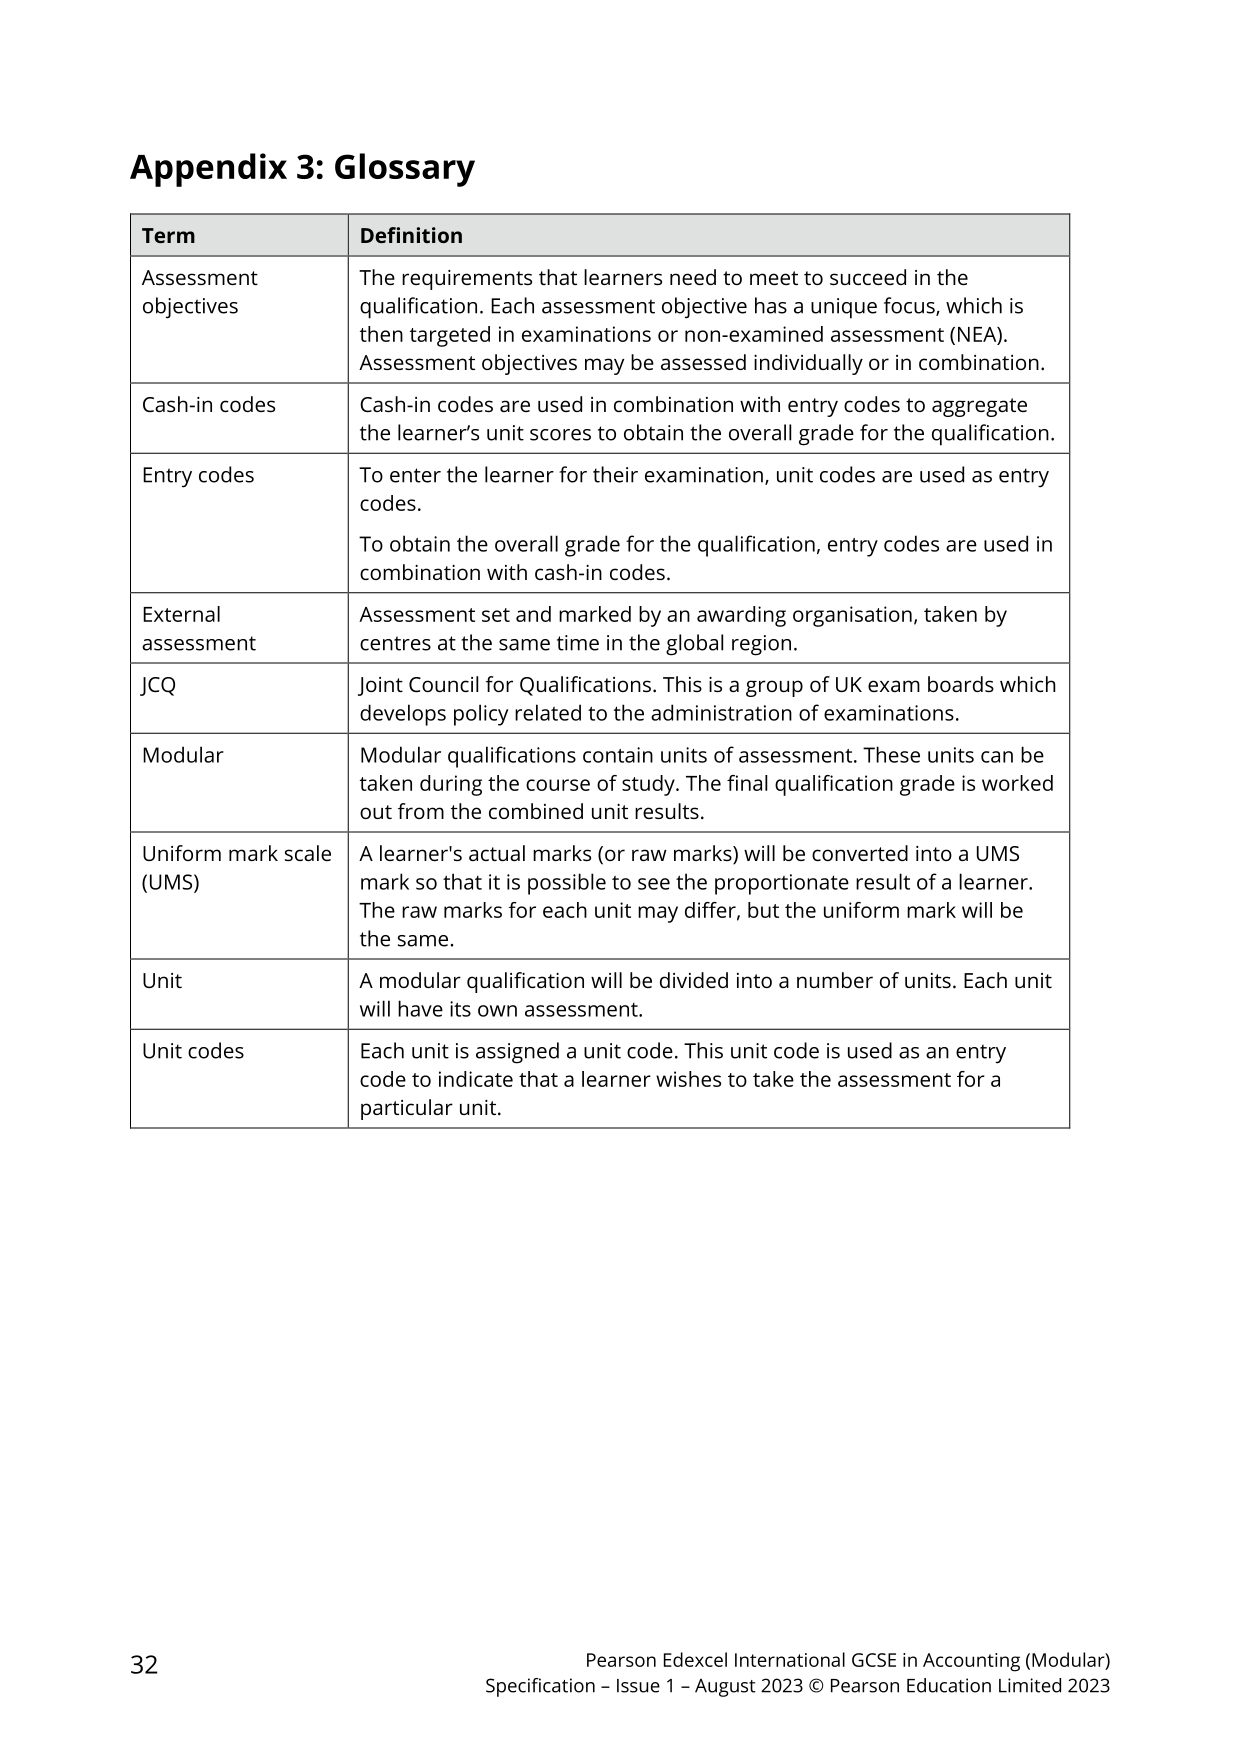 Appendix 3: Glossary
Term
Definition
Assessment
objectives
The requirements that learners need to meet to succeed in the
qualification. Each assessment objective has a unique focus, which is
then targeted in examinations or non-examined assessment (NEA).
Assessment objectives may be assessed individually or in combination.
Cash-in codes
Cash-in codes are used in combination with entry codes to aggregate
the learner’s unit scores to obtain the overall grade for the qualification.
Entry codes
To enter the learner for their examination, unit codes are used as entry
codes.
To obtain the overall grade for the qualification, entry codes are used in
combination with cash-in codes.
External
assessment
Assessment set and marked by an awarding organisation, taken by
centres at the same time in the global region.
JCQ
Joint Council for Qualifications. This is a group of UK exam boards which
develops policy related to the administration of examinations.
Modular
Modular qualifications contain units of assessment. These units can be
taken during the course of study. The final qualification grade is worked
out from the combined unit results.
Uniform mark scale
(UMS)
A learner's actual marks (or raw marks) will be converted into a UMS
mark so that it is possible to see the proportionate result of a learner.
The raw marks for each unit may differ, but the uniform mark will be
the same.
Unit
A modular qualification will be divided into a number of units. Each unit
will have its own assessment.
Unit codes
Each unit is assigned a unit code. This unit code is used as an entry
code to indicate that a learner wishes to take the assessment for a
particular unit.
32
Pearson Edexcel International GCSE in Accounting (Modular)
Specification – Issue 1 – August 2023 © Pearson Education Limited 2023